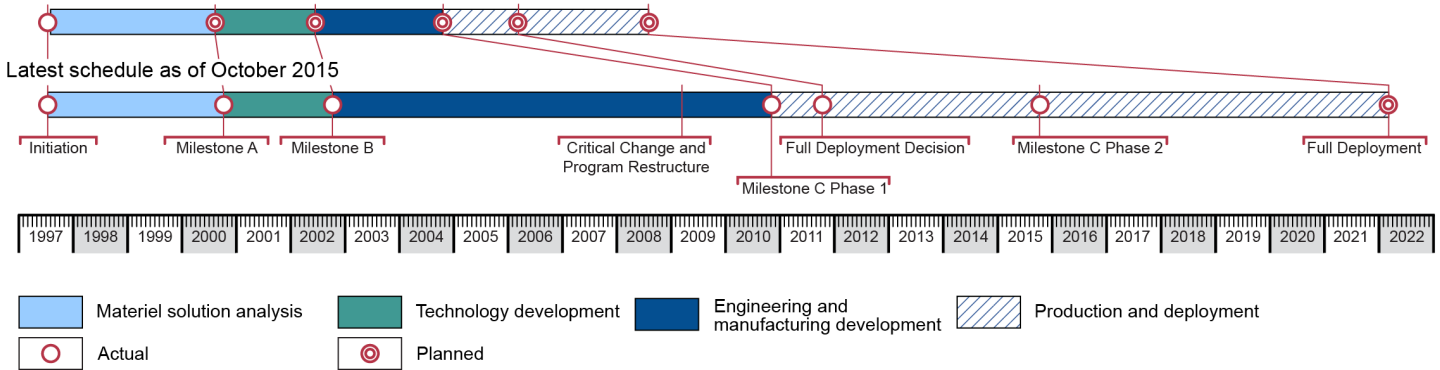 Latest schedule as of October 2015
Initiation
Milestone A
Milestone B
Critical Change and
Program Restructure
Milestone C Phase 1
Full Deployment Decision
Milestone C Phase 2
Full Deployment
1997 1998 1999 2000 2001 2002 2003 2004 2005 2006 2007 2008 2009 2010 2011 2012 2013 2014 2015 2016 2017 2018 2019 2020 2021 2022
Materiel solution analysis
Technology development
Engineering and
manufacturing development
Production and deployment
Actual
Planned